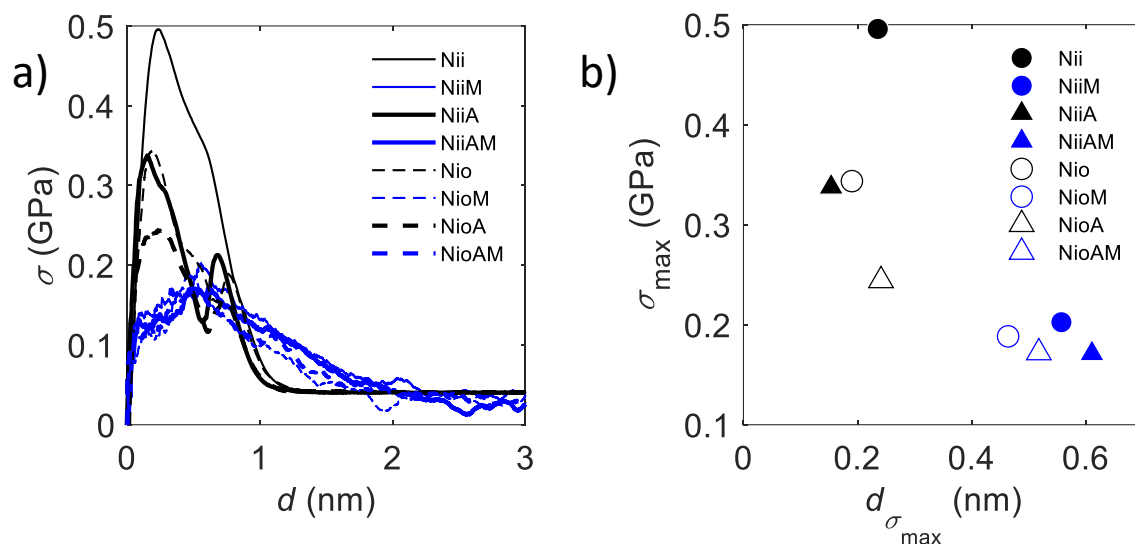 a)
0.5
0.4
0.3
0.2
0.1
0
σ (GPa)
0
1
2
3
d (nm)
Nii
NiiM
NiiA
NiiAM
Nio
NioM
NioA
NioAM
b)
0.5
0.4
0.3
0.2
0.1
σmax (GPa)
0
0.2
0.4
0.6
dσmax (nm)
Nii
NiiM
NiiA
NiiAM
Nio
NioM
NioA
NioAM